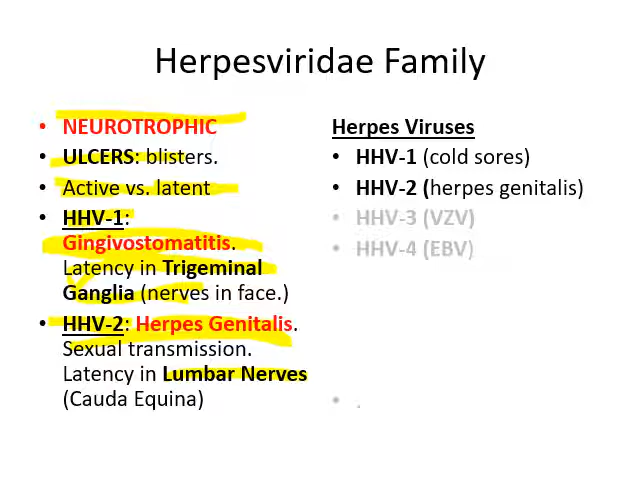 Herpesviridae Family
• NEUROTROPHIC
• ULCERS: blisters.
• Active vs. latent
• HHV-1:
Gingivostomatitis.
Latency in Trigeminal
Ganglia (nerves in face.)
• HHV-2: Herpes Genitalis.
Sexual transmission.
Latency in Lumbar Nerves
(Cauda Equina)
Herpes Viruses
• HHV-1 (cold sores)
• HHV-2 (herpes genitalis)
• HHV-3 (VZV)
• HHV-4 (EBV)
• .